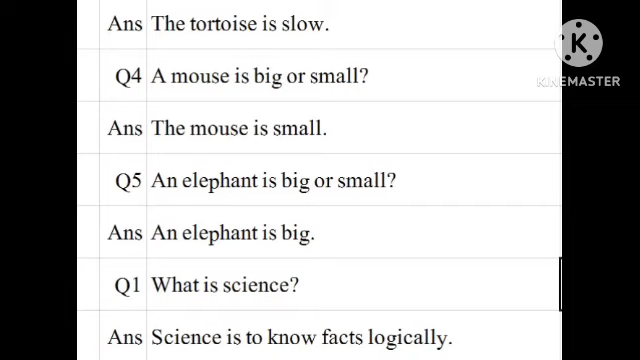 Ans The tortoise is slow.
Q4 A mouse is big or small?
Ans The mouse is small.
Q5 An elephant is big or small?
Ans An elephant is big.
Q1 What is science?
Ans Science is to know facts logically.
K
KINEMASTER